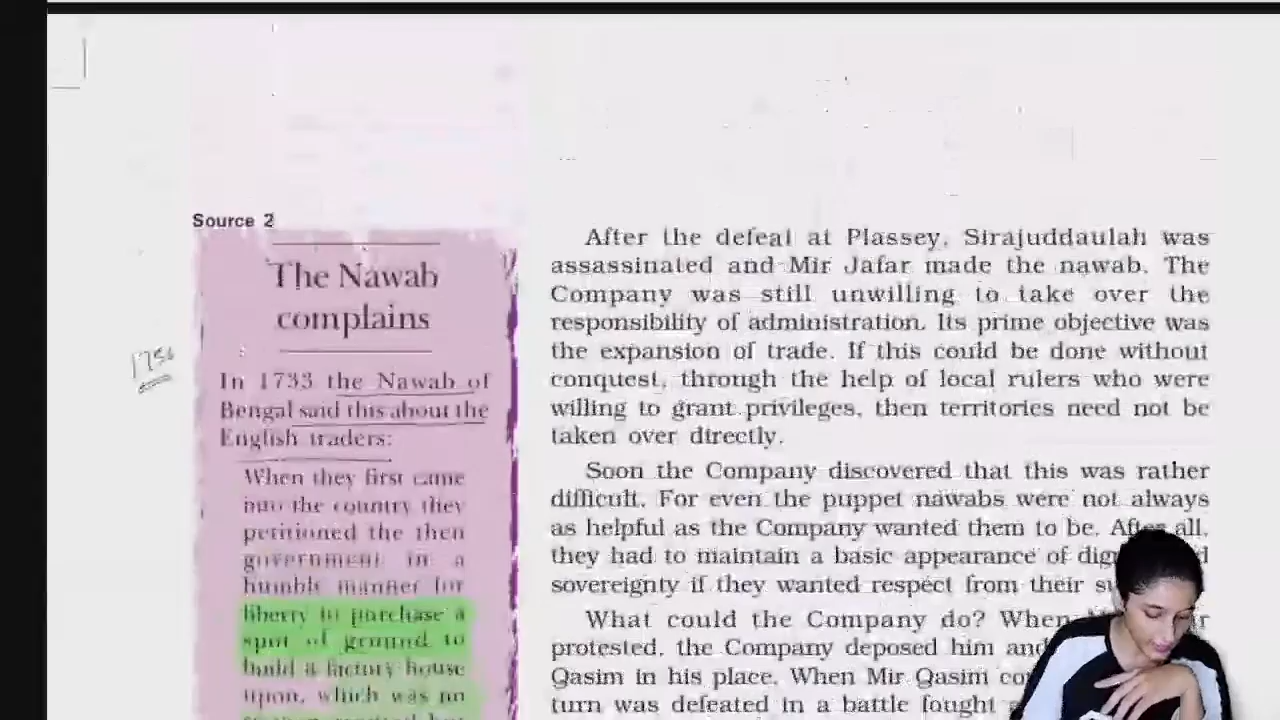 Source 2
The Nawab
complains
In 1733 the Nawab of
Bengal said this about the
English traders:
When they first came
into the country they
petitioned the then
government in a
humble manner for
liberty to purchase a
spot of ground to
build a factory house
upon, which was no
1756
After the defeat at Plassey, Sirajuddaulah was
assassinated and Mir Jafar made the nawab. The
Company was still unwilling to take over the
responsibility of administration. Its prime objective was
the expansion of trade. If this could be done without
conquest, through the help of local rulers who were
willing to grant privileges, then territories need not be
taken over directly.
Soon the Company discovered that this was rather
difficult. For even the puppet nawabs were not always
as helpful as the Company wanted them to be. After all,
they had to maintain a basic appearance of
sovereignty if they wanted respect from their
What could the Company do? When
protested, the Company deposed him and
Qasim in his place. When Mir Qasim
turn was defeated in a battle fought